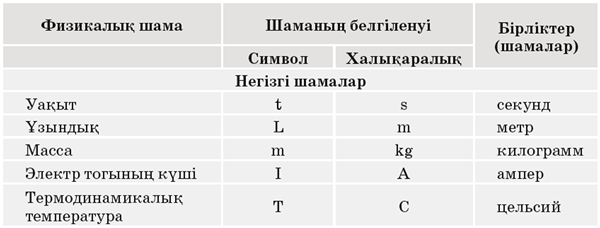 Физикалық шама Шаманың белгіленуі Бірліктер (шамалар)
Символ Халықаралық
Негізгі шамалар
Уақыт t s секунд
Ұзындық L m метр
Масса m kg килограмм
Электр тогының күші I A ампер
Термодинамикалық температура T C цельсий